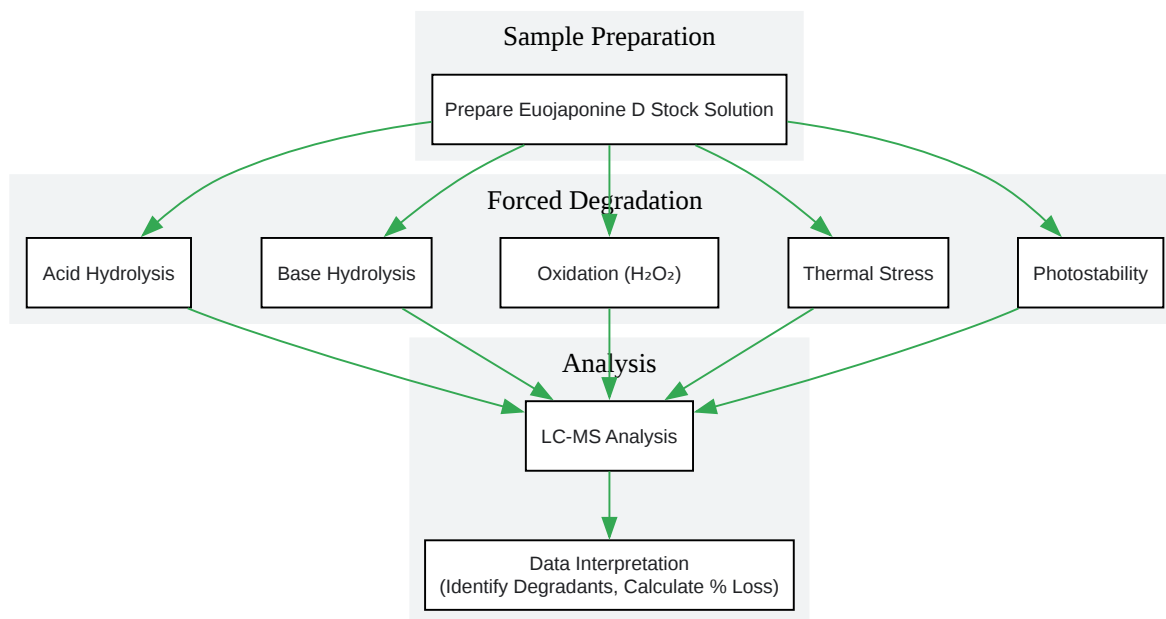 Sample Preparation
Prepare Euojaponine D Stock Solution
Forced Degradation
Acid Hydrolysis
Base Hydrolysis
Oxidation (H₂O₂)
Thermal Stress
Photostability
Analysis
LC-MS Analysis
Data Interpretation
(Identify Degradants, Calculate % Loss)